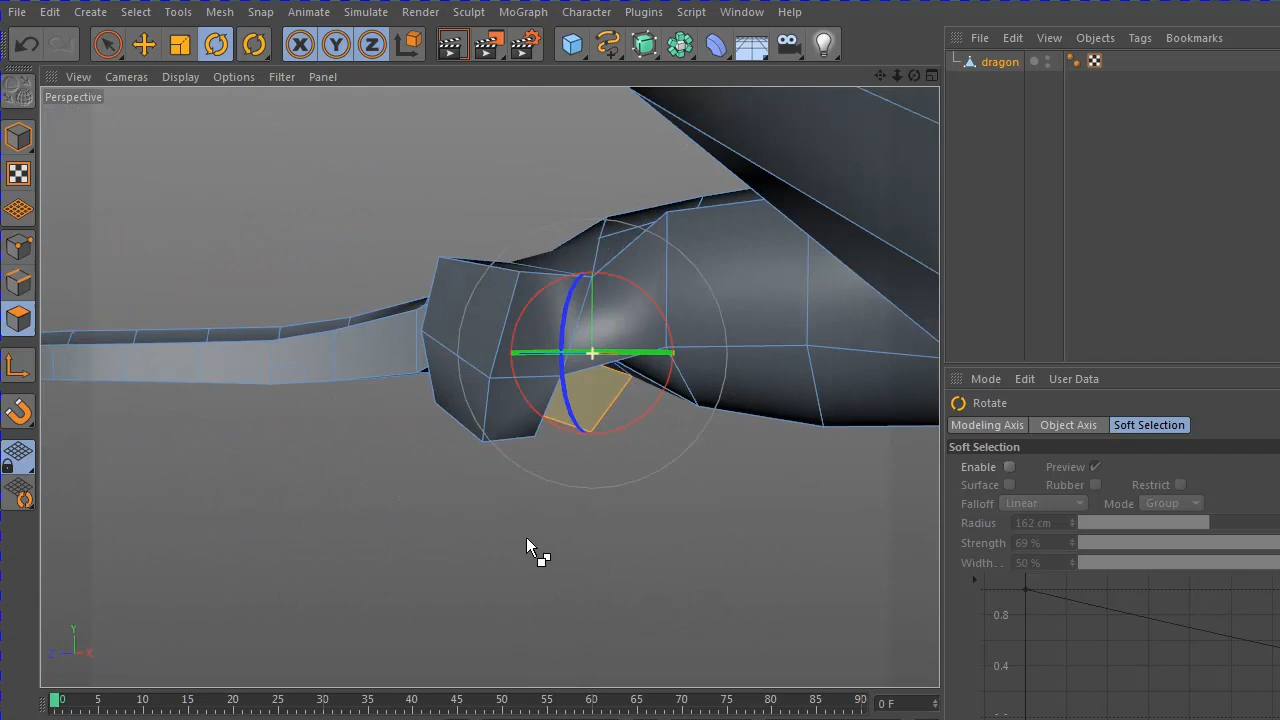 File Edit Create Select Tools Mesh Snap Animate Simulate Render Sculpt MoGraph Character Plugins Script Window Help
X Y Z
File Edit View Objects Tags Bookmarks
dragon
View Cameras Display Options Filter Panel
Perspective
Mode Edit User Data
Rotate
Modeling Axis Object Axis Soft Selection
Soft Selection
Enable Preview
Surface Rubber Restrict
Falloff Linear Mode Group
Radius 162 cm
Strength 69 %
Width. . 50 %
0.8
0.4
Y
Z X
0 5 10 15 20 25 30 35 40 45 50 55 60 65 70 75 80 85 90 0 F